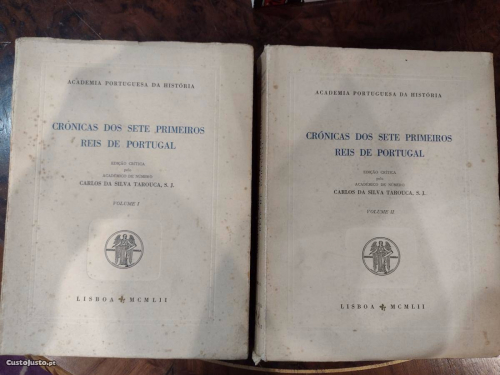 ACADEMIA PORTUGUESA DA HISTÓRIA
CRÓNICAS DOS SETE PRIMEIROS
REIS DE PORTUGAL
EDIÇÃO CRÍTICA
PELO
ACADÉMICO DE NÚMERO
CARLOS DA SILVA TAROUCA, S. J.
VOLUME I
LISBOA MCMLII
ACADEMIA PORTUGUESA DA HISTÓRIA
CRÓNICAS DOS SETE PRIMEIROS
REIS DE PORTUGAL
EDIÇÃO CRÍTICA
PELO
ACADÉMICO DE NÚMERO
CARLOS DA SILVA TAROUCA, S. J.
VOLUME II
LISBOA MCMLII
CustoJusto.pt